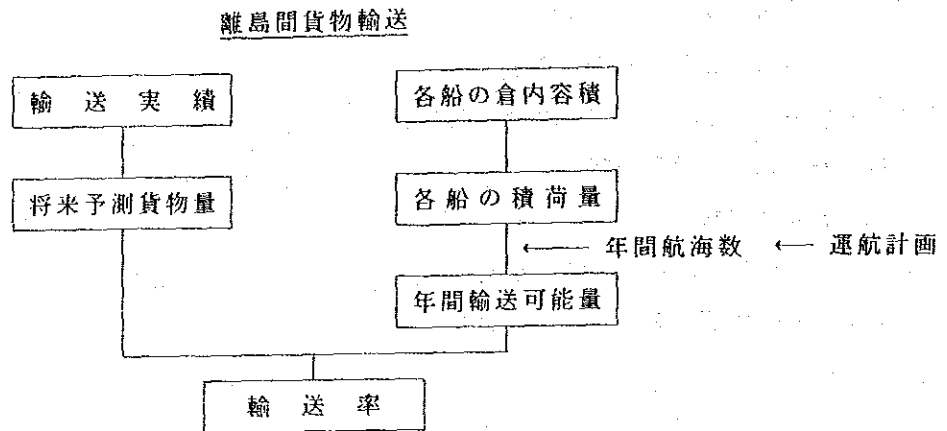 離島間貨物輸送
輸送実績
各船の倉内容積
将来予測貨物量
各船の積荷量
← 年間航海数 ← 運航計画
年間輸送可能量
輸送率